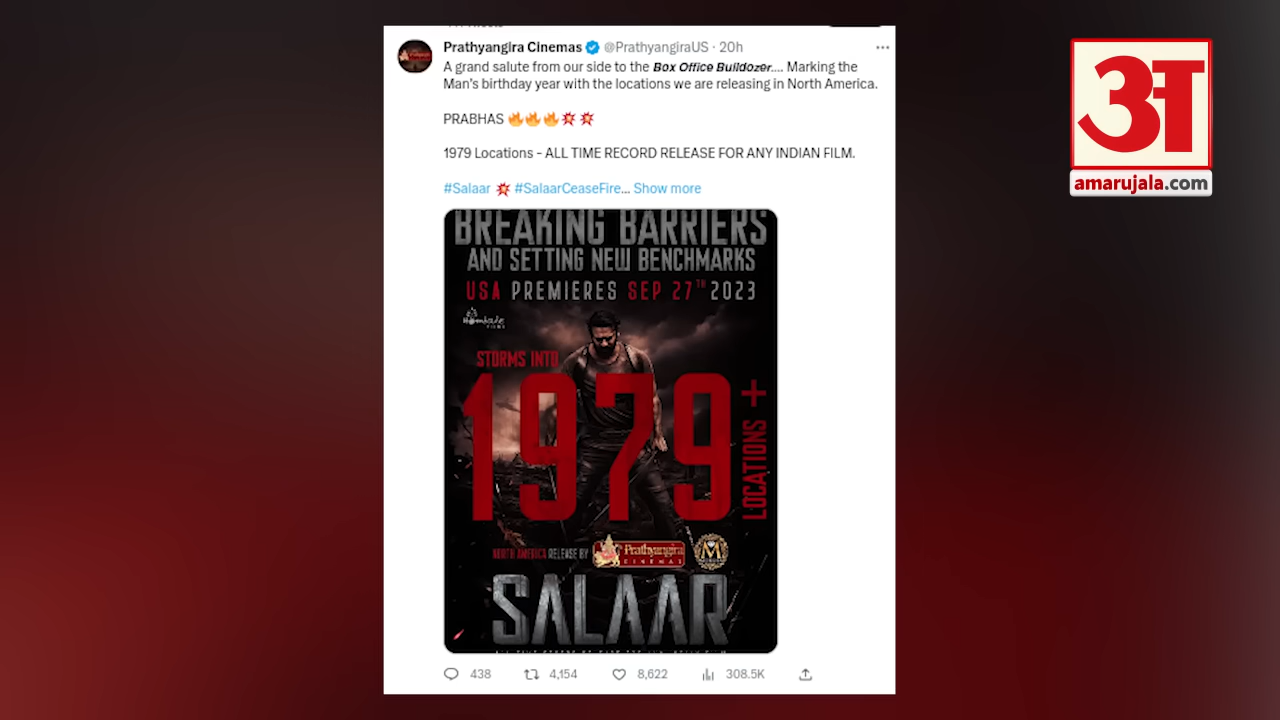 Prathyangira Cinemas @PrathyangiraUS · 20h
A grand salute from our side to the Box Office Bulldozer.... Marking the
Man's birthday year with the locations we are releasing in North America.
PRABHAS 🔥🔥🔥💥 💥
1979 Locations - ALL TIME RECORD RELEASE FOR ANY INDIAN FILM.
#Salaar 💥 #SalaarCeaseFire... Show more
BREAKING BARRIERS
AND SETTING NEW BENCHMARKS
USA PREMIERES SEP 27TH 2023
Hombale
FILMS
STORMS INTO
1979
LOCATIONS +
NORTH AMERICA RELEASE BY
Prathyangira
CINEMAS
M
SALAAR
438 4,154 8,622 308.5K
अ
amarujala.com